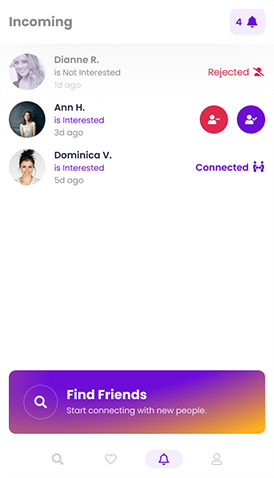 Incoming
4
Dianne R.
is Not Interested
1d ago
Rejected
Ann H.
is Interested
3d ago
Dominica V.
is Interested
5d ago
Connected
Find Friends
Start connecting with new people.